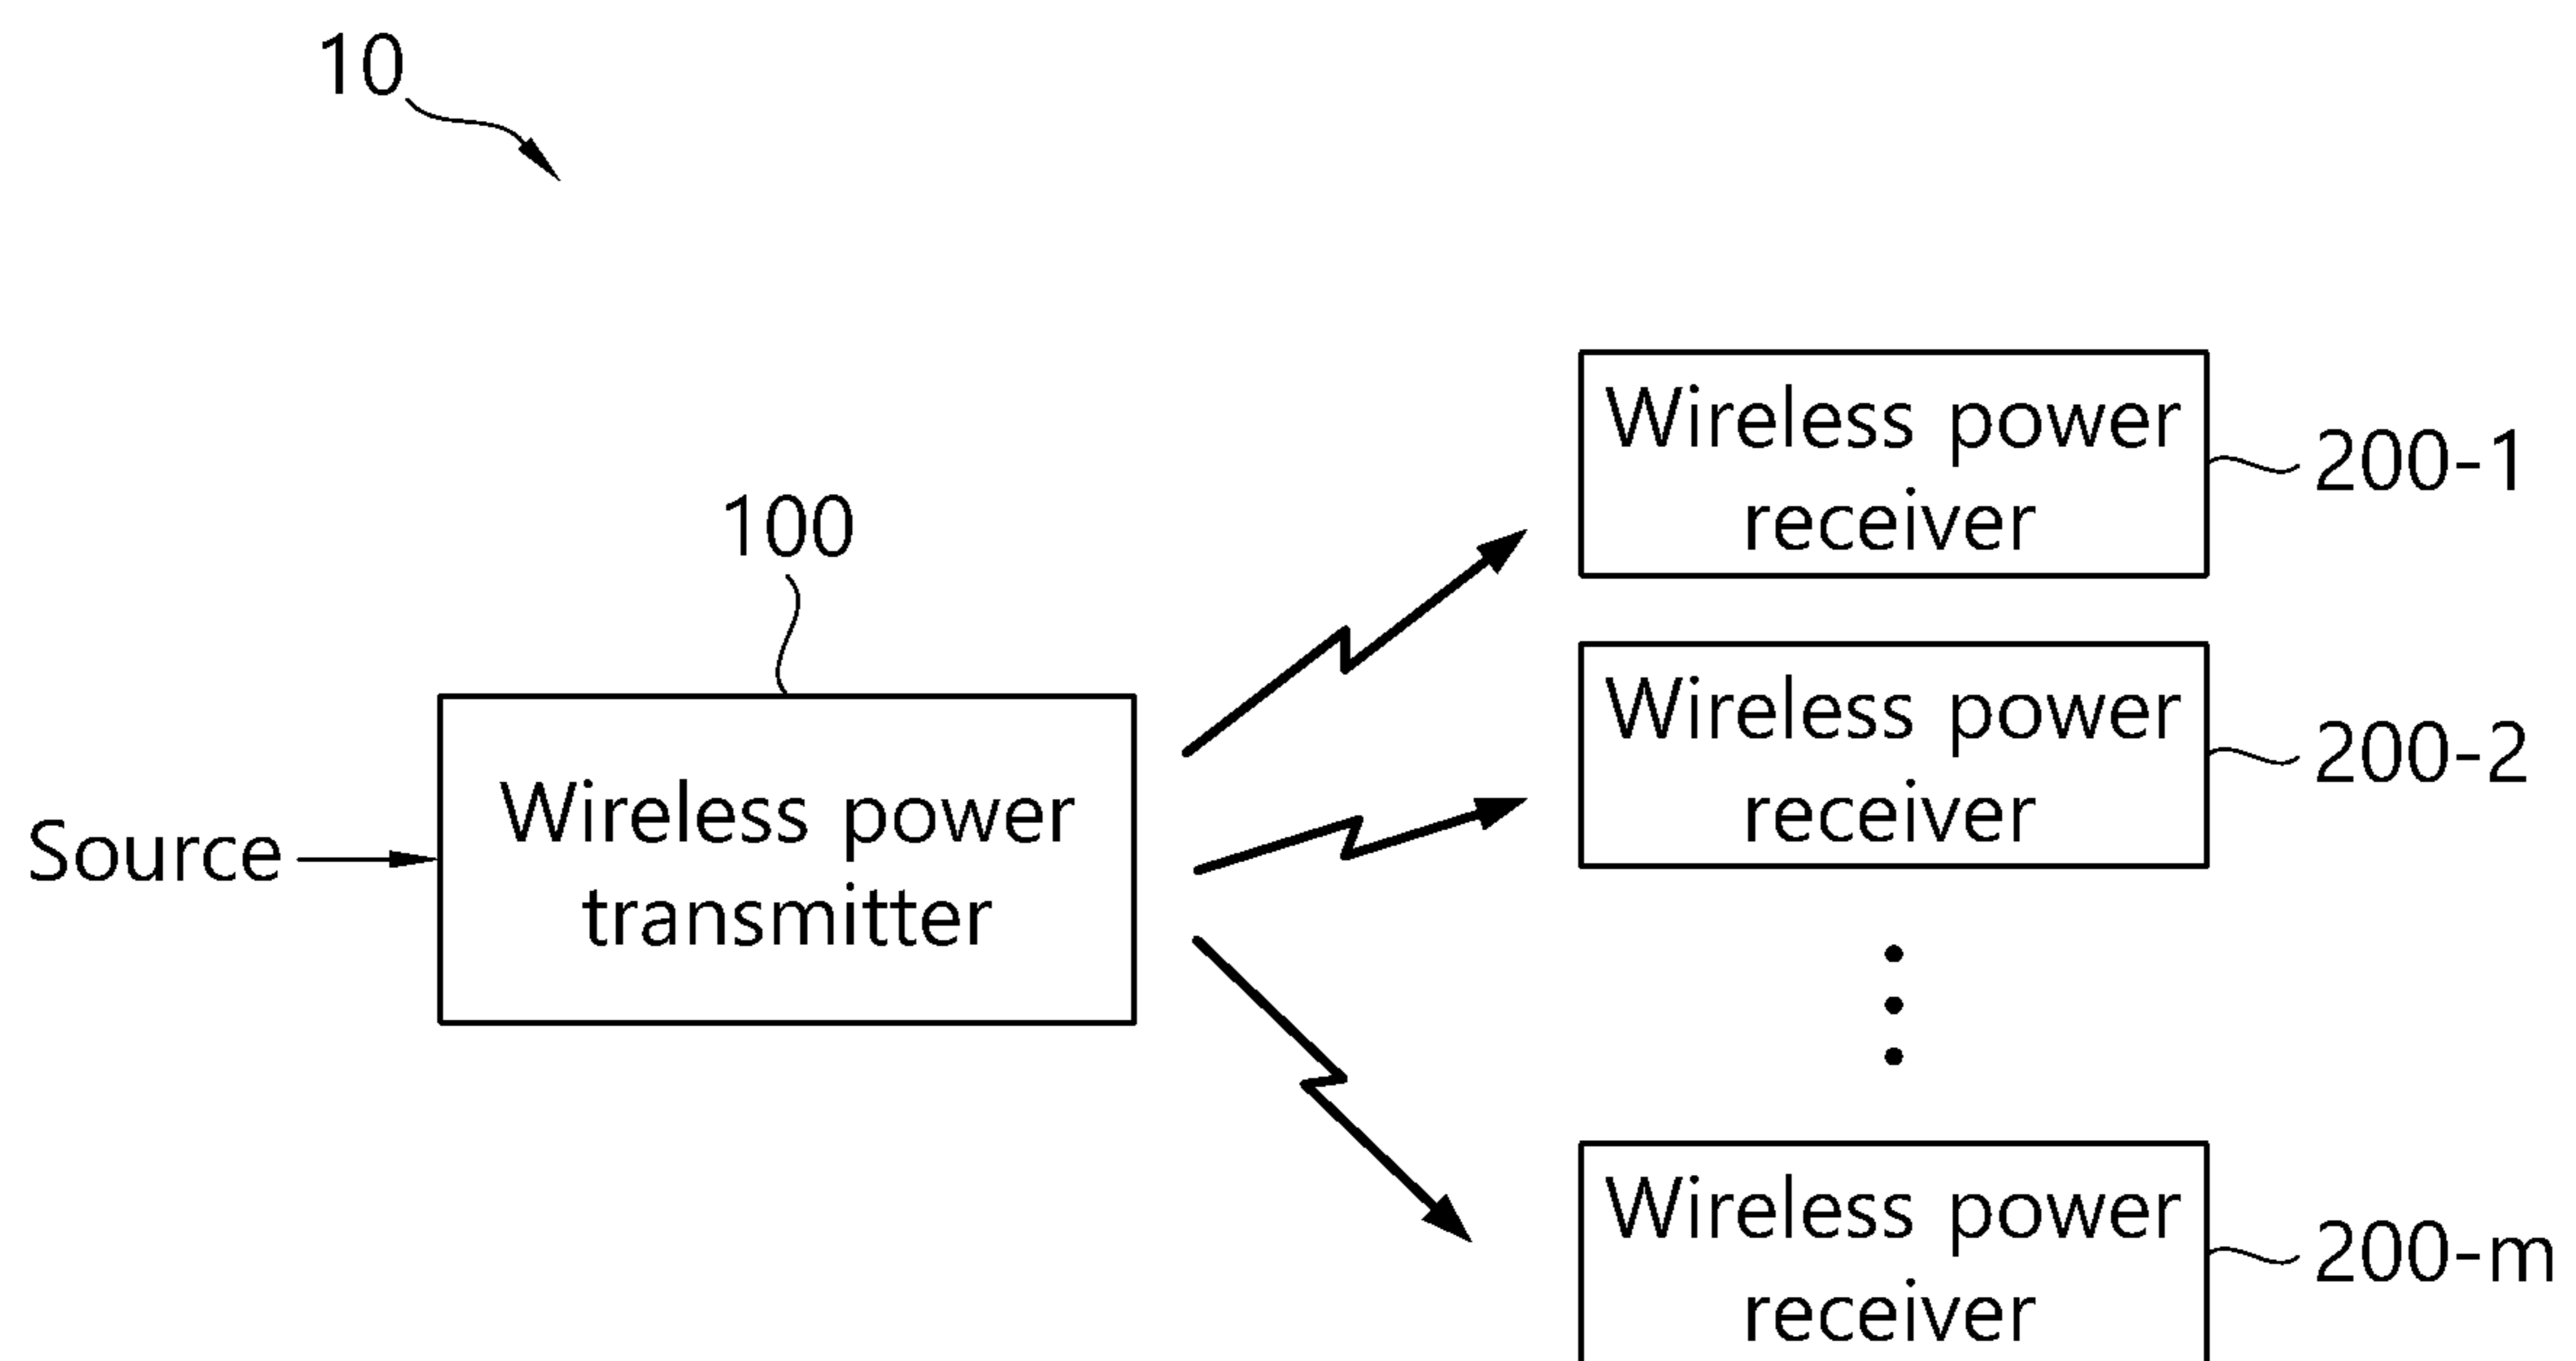 10
100
Source
Wireless power
transmitter
Wireless power
receiver
200-1
Wireless power
receiver
200-2
Wireless power
receiver
200-m